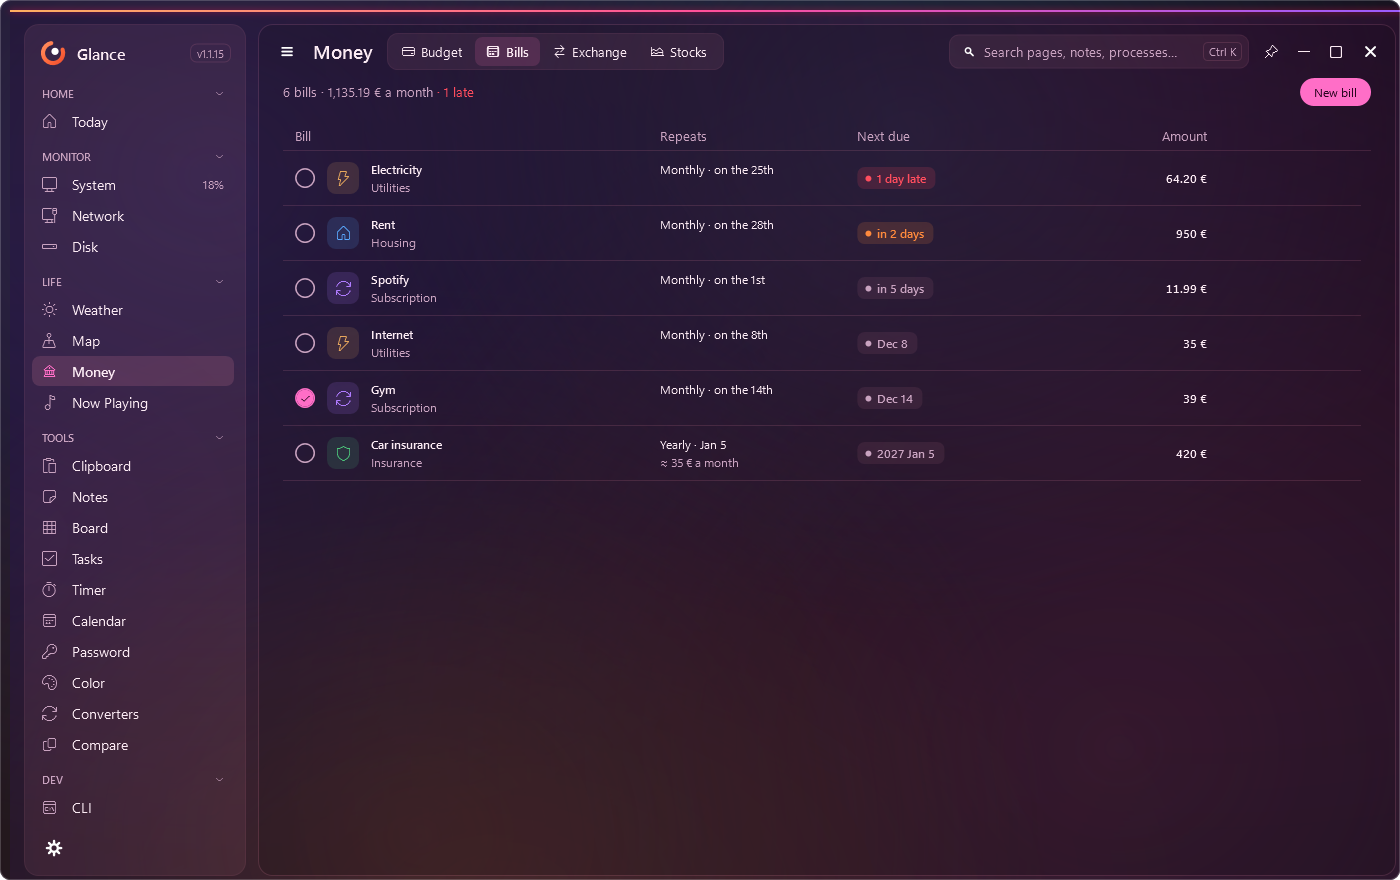 Glance
v1.1.15
HOME
Today
MONITOR
System 18%
Network
Disk
LIFE
Weather
Map
Money
Now Playing
TOOLS
Clipboard
Notes
Board
Tasks
Timer
Calendar
Password
Color
Converters
Compare
DEV
CLI
Money
Budget Bills Exchange Stocks
Search pages, notes, processes... Ctrl K
6 bills · 1,135.19 € a month · 1 late
New bill
Bill Repeats Next due Amount
Electricity Monthly · on the 25th 1 day late 64.20 €
Utilities
Rent Monthly · on the 28th in 2 days 950 €
Housing
Spotify Monthly · on the 1st in 5 days 11.99 €
Subscription
Internet Monthly · on the 8th Dec 8 35 €
Utilities
Gym Monthly · on the 14th Dec 14 39 €
Subscription
Car insurance Yearly · Jan 5 2027 Jan 5 420 €
Insurance ≈ 35 € a month